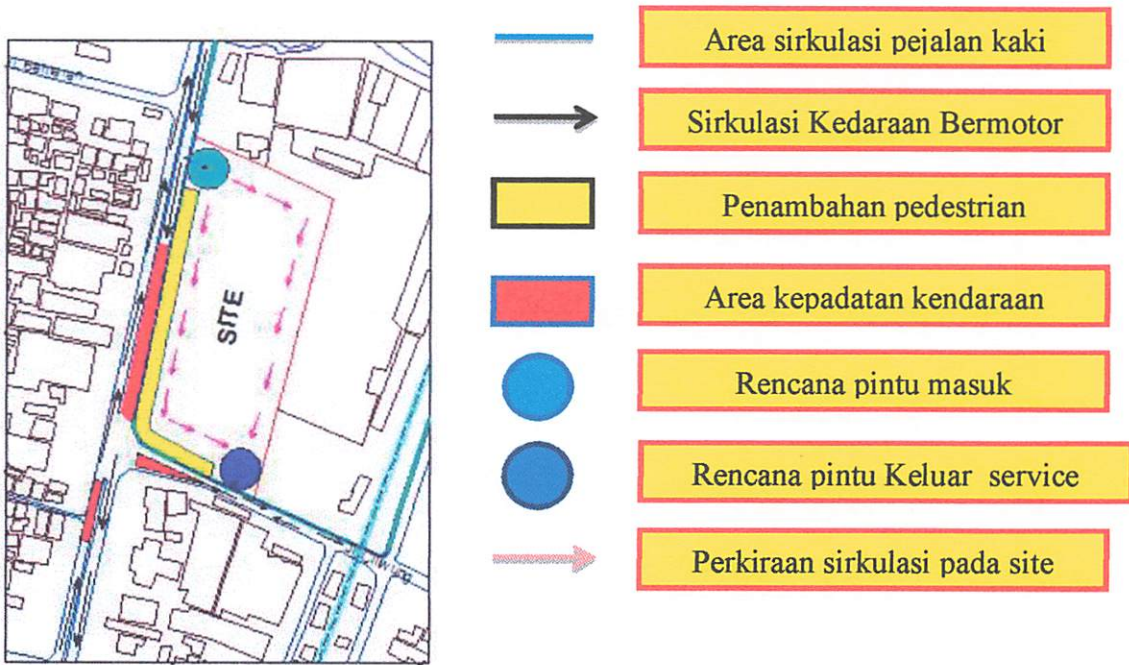 Area sirkulasi pejalan kaki
Sirkulasi Kedaraan Bermotor
Penambahan pedestrian
Area kepadatan kendaraan
Rencana pintu masuk
Rencana pintu Keluar service
Perkiraan sirkulasi pada site
SITE